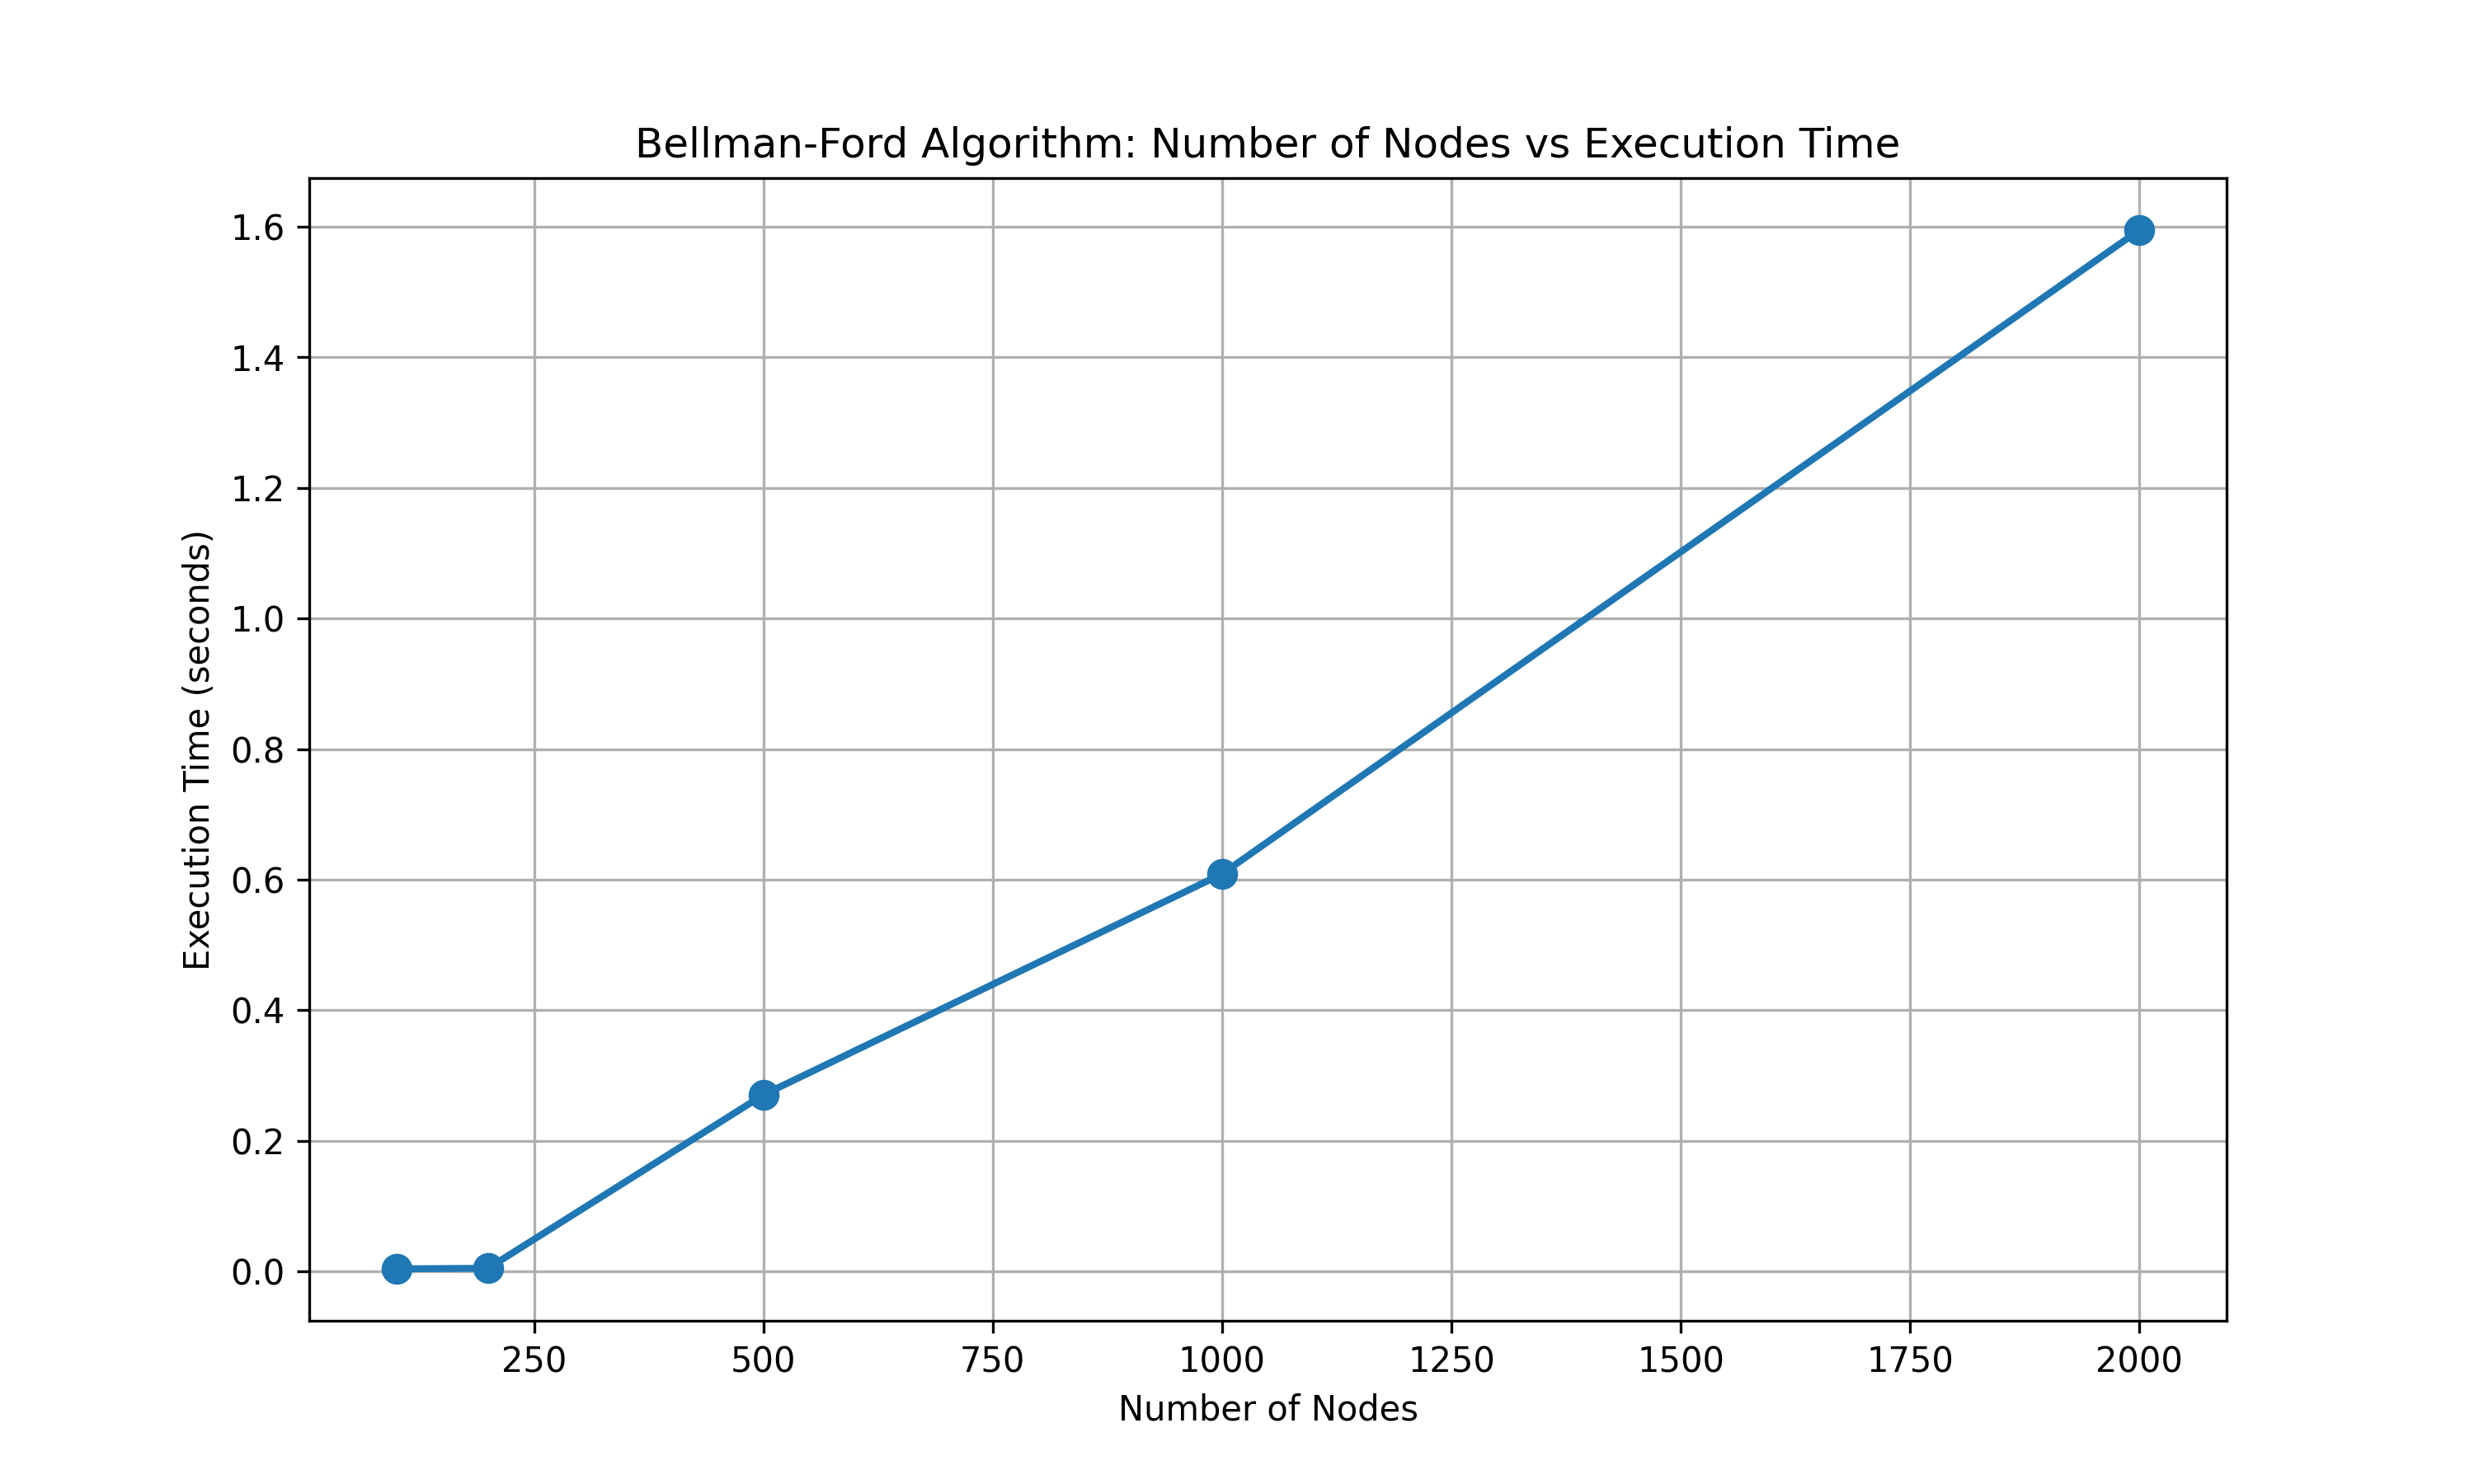 Bellman-Ford Algorithm: Number of Nodes vs Execution Time
Execution Time (seconds)
1.6
1.4
1.2
1.0
0.8
0.6
0.4
0.2
0.0
250 500 750 1000 1250 1500 1750 2000
Number of Nodes